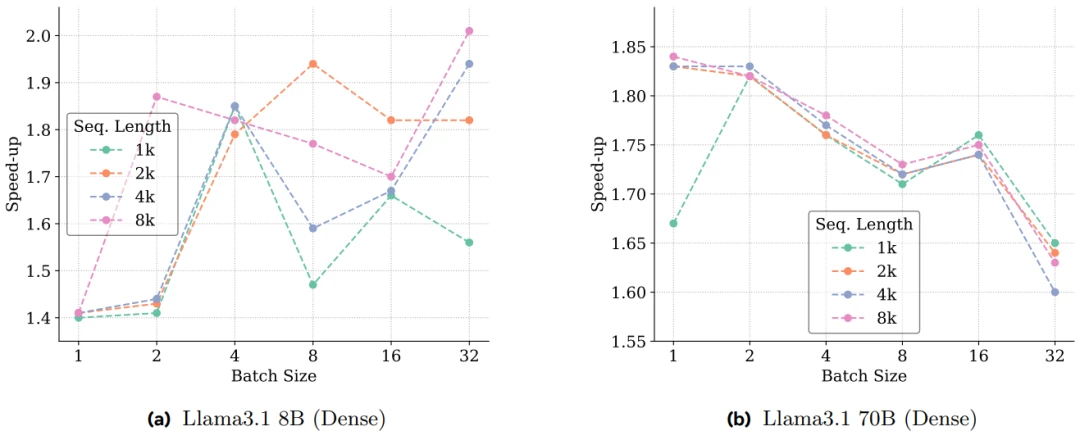 Speed-up
2.0
1.9
1.8
1.7
1.6
1.5
1.4
Seq. Length
1k
2k
4k
8k
1 2 4 8 16 32
Batch Size
(a) Llama3.1 8B (Dense)
Speed-up
1.85
1.80
1.75
1.70
1.65
1.60
1.55
Seq. Length
1k
2k
4k
8k
1 2 4 8 16 32
Batch Size
(b) Llama3.1 70B (Dense)